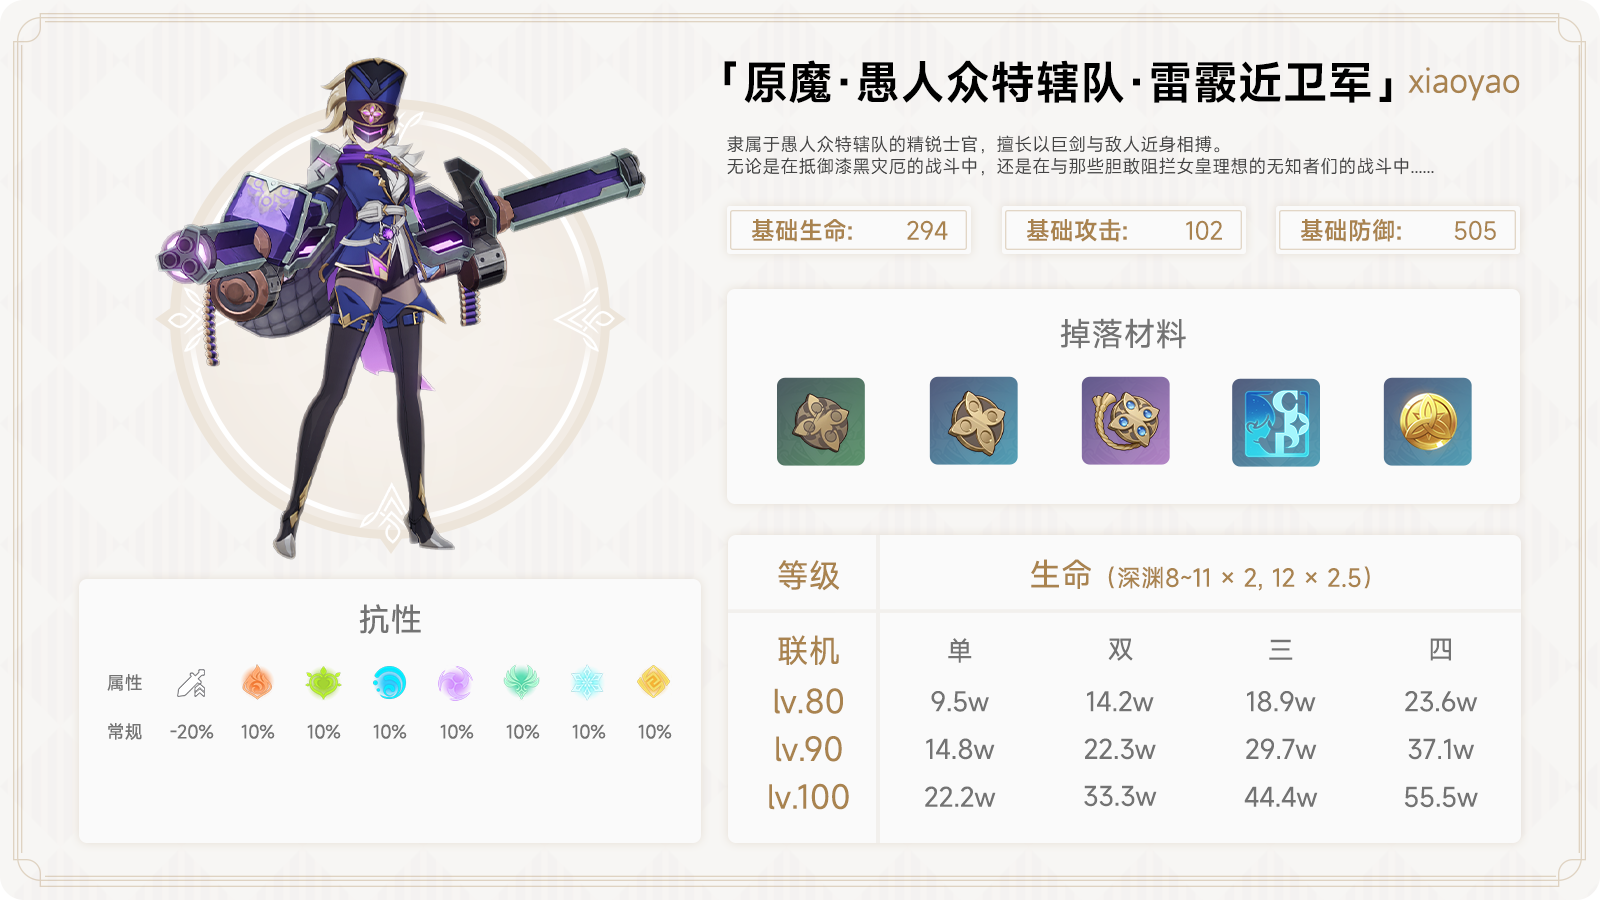 「原魔·愚人众特辖队·雷霰近卫军」xiaoyao
隶属于愚人众特辖队的精锐士官，擅长以巨剑与敌人近身相搏。
无论是在抵御漆黑灾厄的战斗中，还是在与那些胆敢阻拦女皇理想的无知者们的战斗中......
基础生命: 294 基础攻击: 102 基础防御: 505
掉落材料
等级 生命（深渊8~11 × 2, 12 × 2.5）
联机 单 双 三 四
lv.80 9.5w 14.2w 18.9w 23.6w
lv.90 14.8w 22.3w 29.7w 37.1w
lv.100 22.2w 33.3w 44.4w 55.5w
抗性
属性
常规 -20% 10% 10% 10% 10% 10% 10% 10%